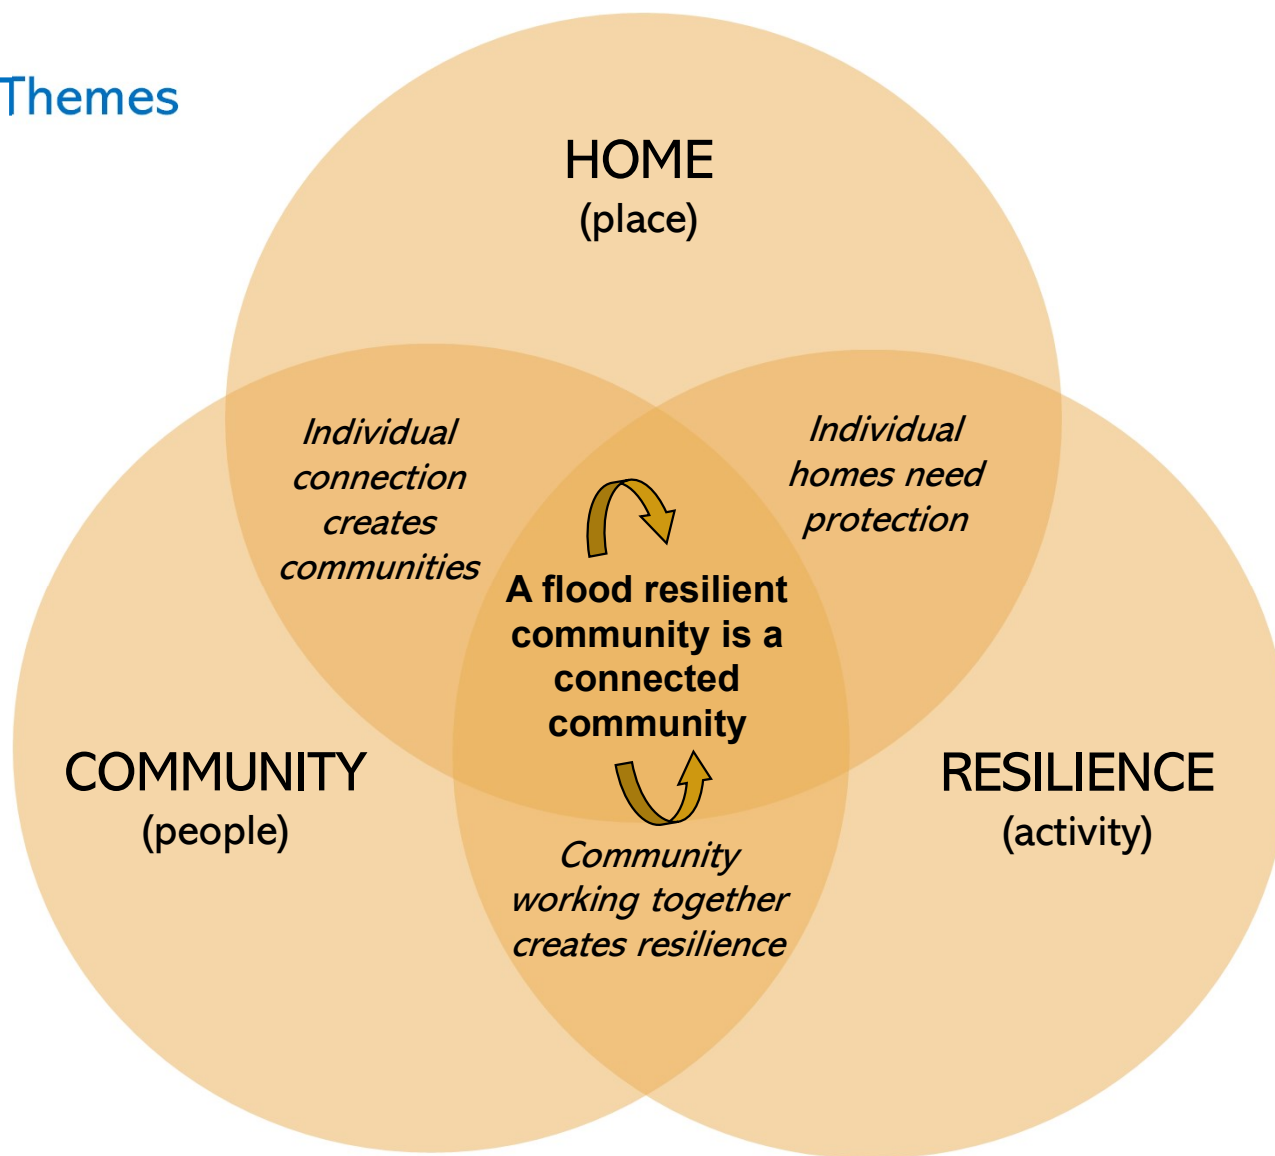 Themes
HOME
(place)
Individual
connection
creates
communities
Individual
homes need
protection
A flood resilient
community is a
connected
community
COMMUNITY
(people)
RESILIENCE
(activity)
Community
working together
creates resilience